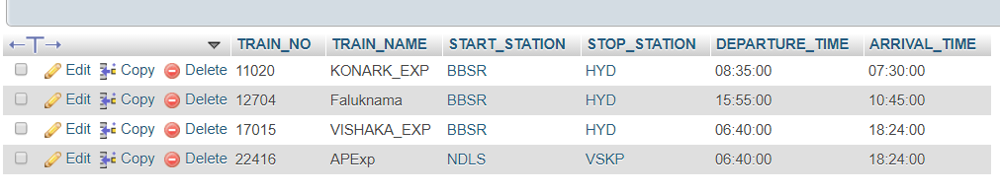 TRAIN_NO TRAIN_NAME START_STATION STOP_STATION DEPARTURE_TIME ARRIVAL_TIME
Edit Copy Delete 11020 KONARK_EXP BBSR HYD 08:35:00 07:30:00
Edit Copy Delete 12704 Faluknama BBSR HYD 15:55:00 10:45:00
Edit Copy Delete 17015 VISHAKA_EXP BBSR HYD 06:40:00 18:24:00
Edit Copy Delete 22416 APExp NDLS VSKP 06:40:00 18:24:00